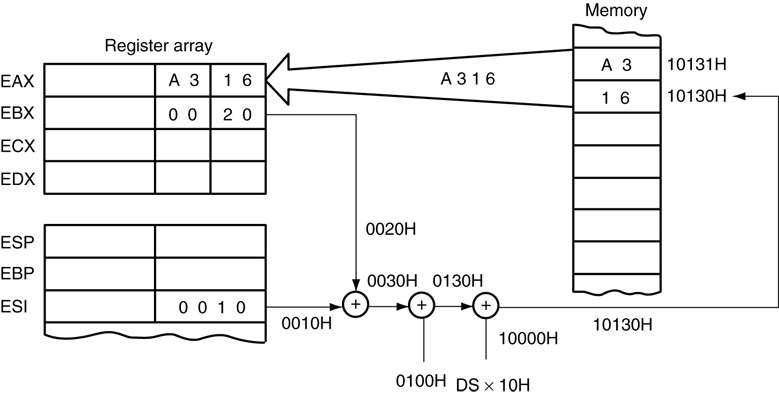 Memory
Register array
EAX A 3 1 6
A 3 1 6
A 3 10131H
1 6 10130H
EBX 0 0 2 0
ECX
EDX
ESP
0020H
EBP
0030H 0130H
ESI 0 0 1 0
+ + +
0010H
10130H
10000H
0100H DS × 10H